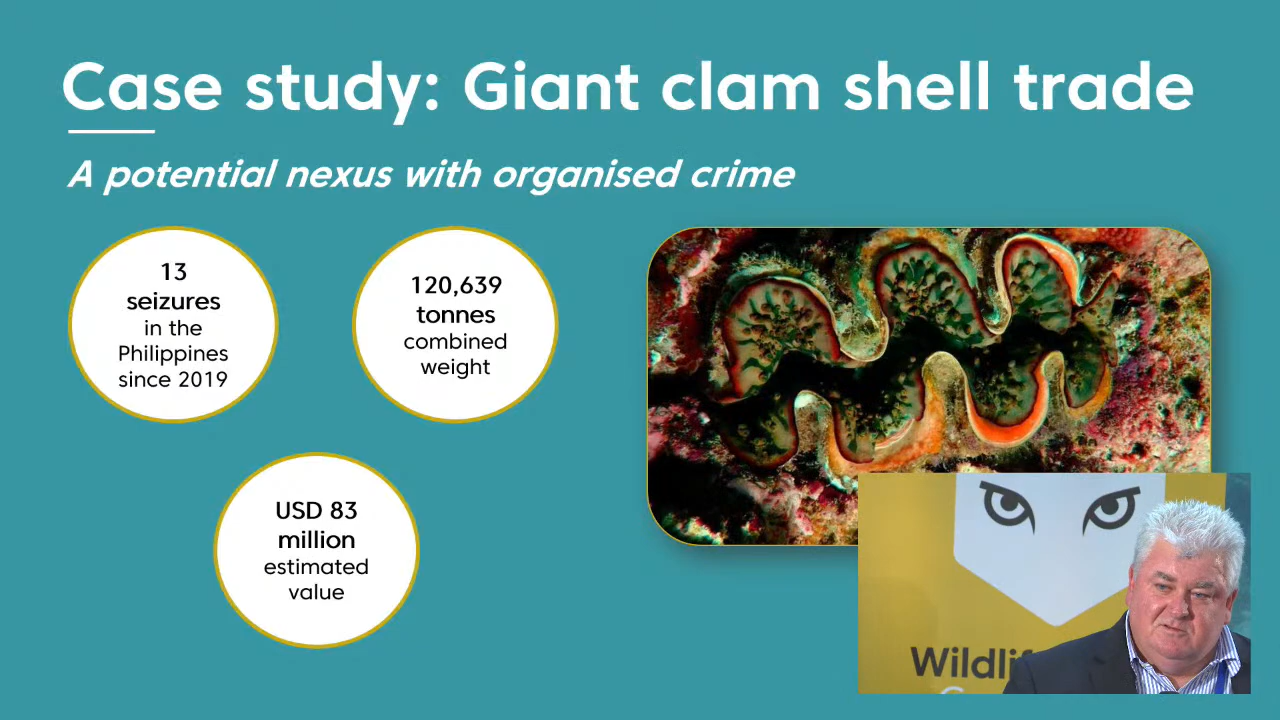 Case study: Giant clam shell trade
A potential nexus with organised crime
13
seizures
in the
Philippines
since 2019
120,639
tonnes
combined
weight
USD 83
million
estimated
value